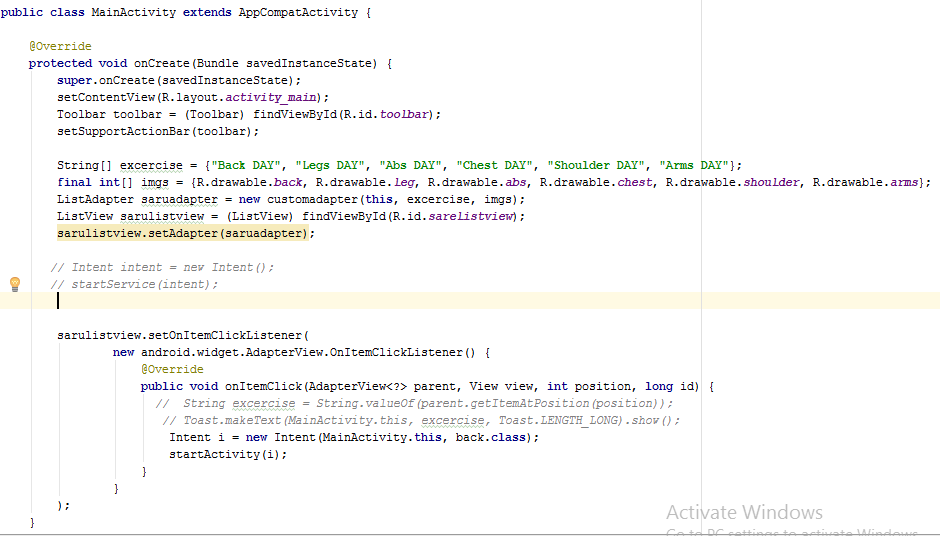 public class MainActivity extends AppCompatActivity {
@Override
protected void onCreate(Bundle savedInstanceState) {
super.onCreate(savedInstanceState);
setContentView(R.layout.activity_main);
Toolbar toolbar = (Toolbar) findViewById(R.id.toolbar);
setSupportActionBar(toolbar);
String[] excercise = {"Back DAY", "Legs DAY", "Abs DAY", "Chest DAY", "Shoulder DAY", "Arms DAY"};
final int[] imgs = {R.drawable.back, R.drawable.leg, R.drawable.abs, R.drawable.chest, R.drawable.shoulder, R.drawable.arms};
ListAdapter saruadapter = new customadapter(this, excercise, imgs);
ListView sarulistview = (ListView) findViewById(R.id.sarelistview);
sarulistview.setAdapter(saruadapter);
// Intent intent = new Intent();
// startService(intent);
sarulistview.setOnItemClickListener(
new android.widget.AdapterView.OnItemClickListener() {
@Override
public void onItemClick(AdapterView<?> parent, View view, int position, long id) {
// String excercise = String.valueOf(parent.getItemAtPosition(position));
// Toast.makeText(MainActivity.this, excercise, Toast.LENGTH_LONG).show();
Intent i = new Intent(MainActivity.this, back.class);
startActivity(i);
}
}
);
}
Activate Windows
Go to PC settings to activate Windows.